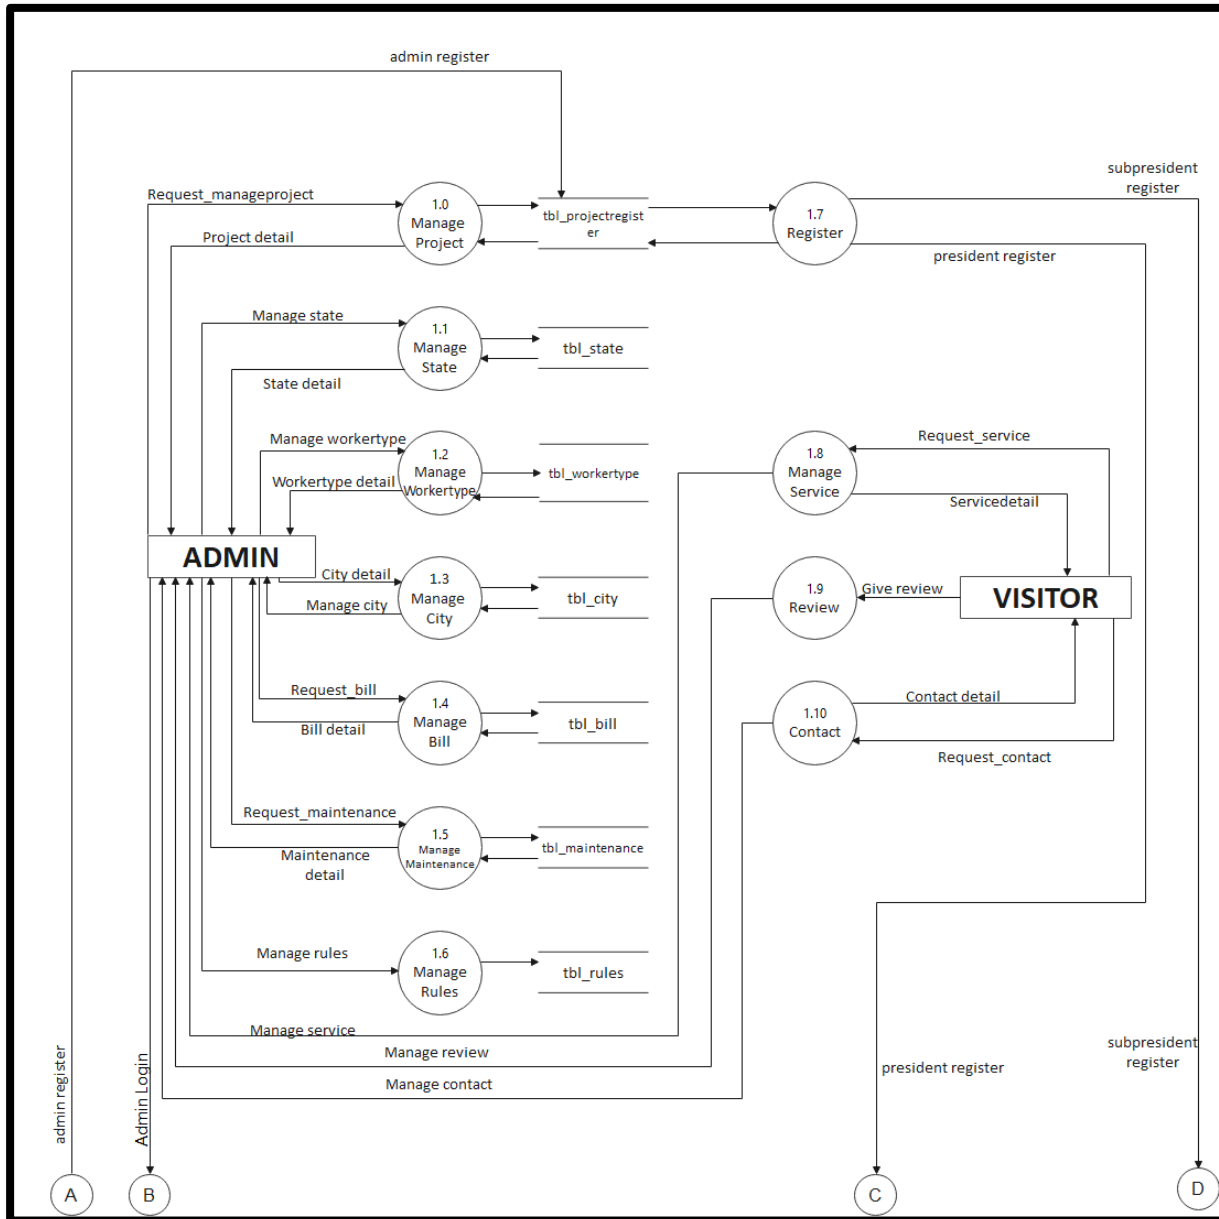 admin register
subpresident
register
Request_manageproject
1.0
Manage
Project
tbl_projectregist
er
1.7
Register
Project detail
president register
Manage state
1.1
Manage
State
tbl_state
State detail
Manage workertype
1.2
Manage
Workertype
tbl_workertype
Workertype detail
Request_service
1.8
Manage
Service
Servicedetail
ADMIN
City detail
Manage city
1.3
Manage
City
tbl_city
1.9
Review
Give review
VISITOR
Request_bill
Bill detail
1.4
Manage
Bill
tbl_bill
1.10
Contact
Contact detail
Request_contact
Request_maintenance
Maintenance
detail
1.5
Manage
Maintenance
tbl_maintenance
Manage rules
1.6
Manage
Rules
tbl_rules
Manage service
Manage review
Manage contact
admin register
Admin Login
president register
subpresident
register
A
B
C
D